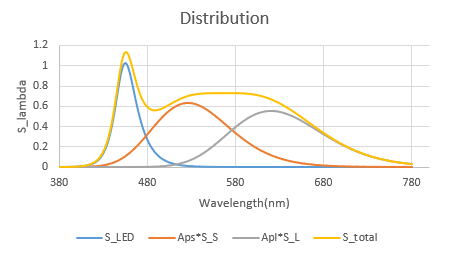 Distribution
1.2
1
0.8
0.6
0.4
0.2
0
S_lambda
380 480 580 680 780
Wavelength(nm)
S_LED Aps*S_S Apl*S_L S_total